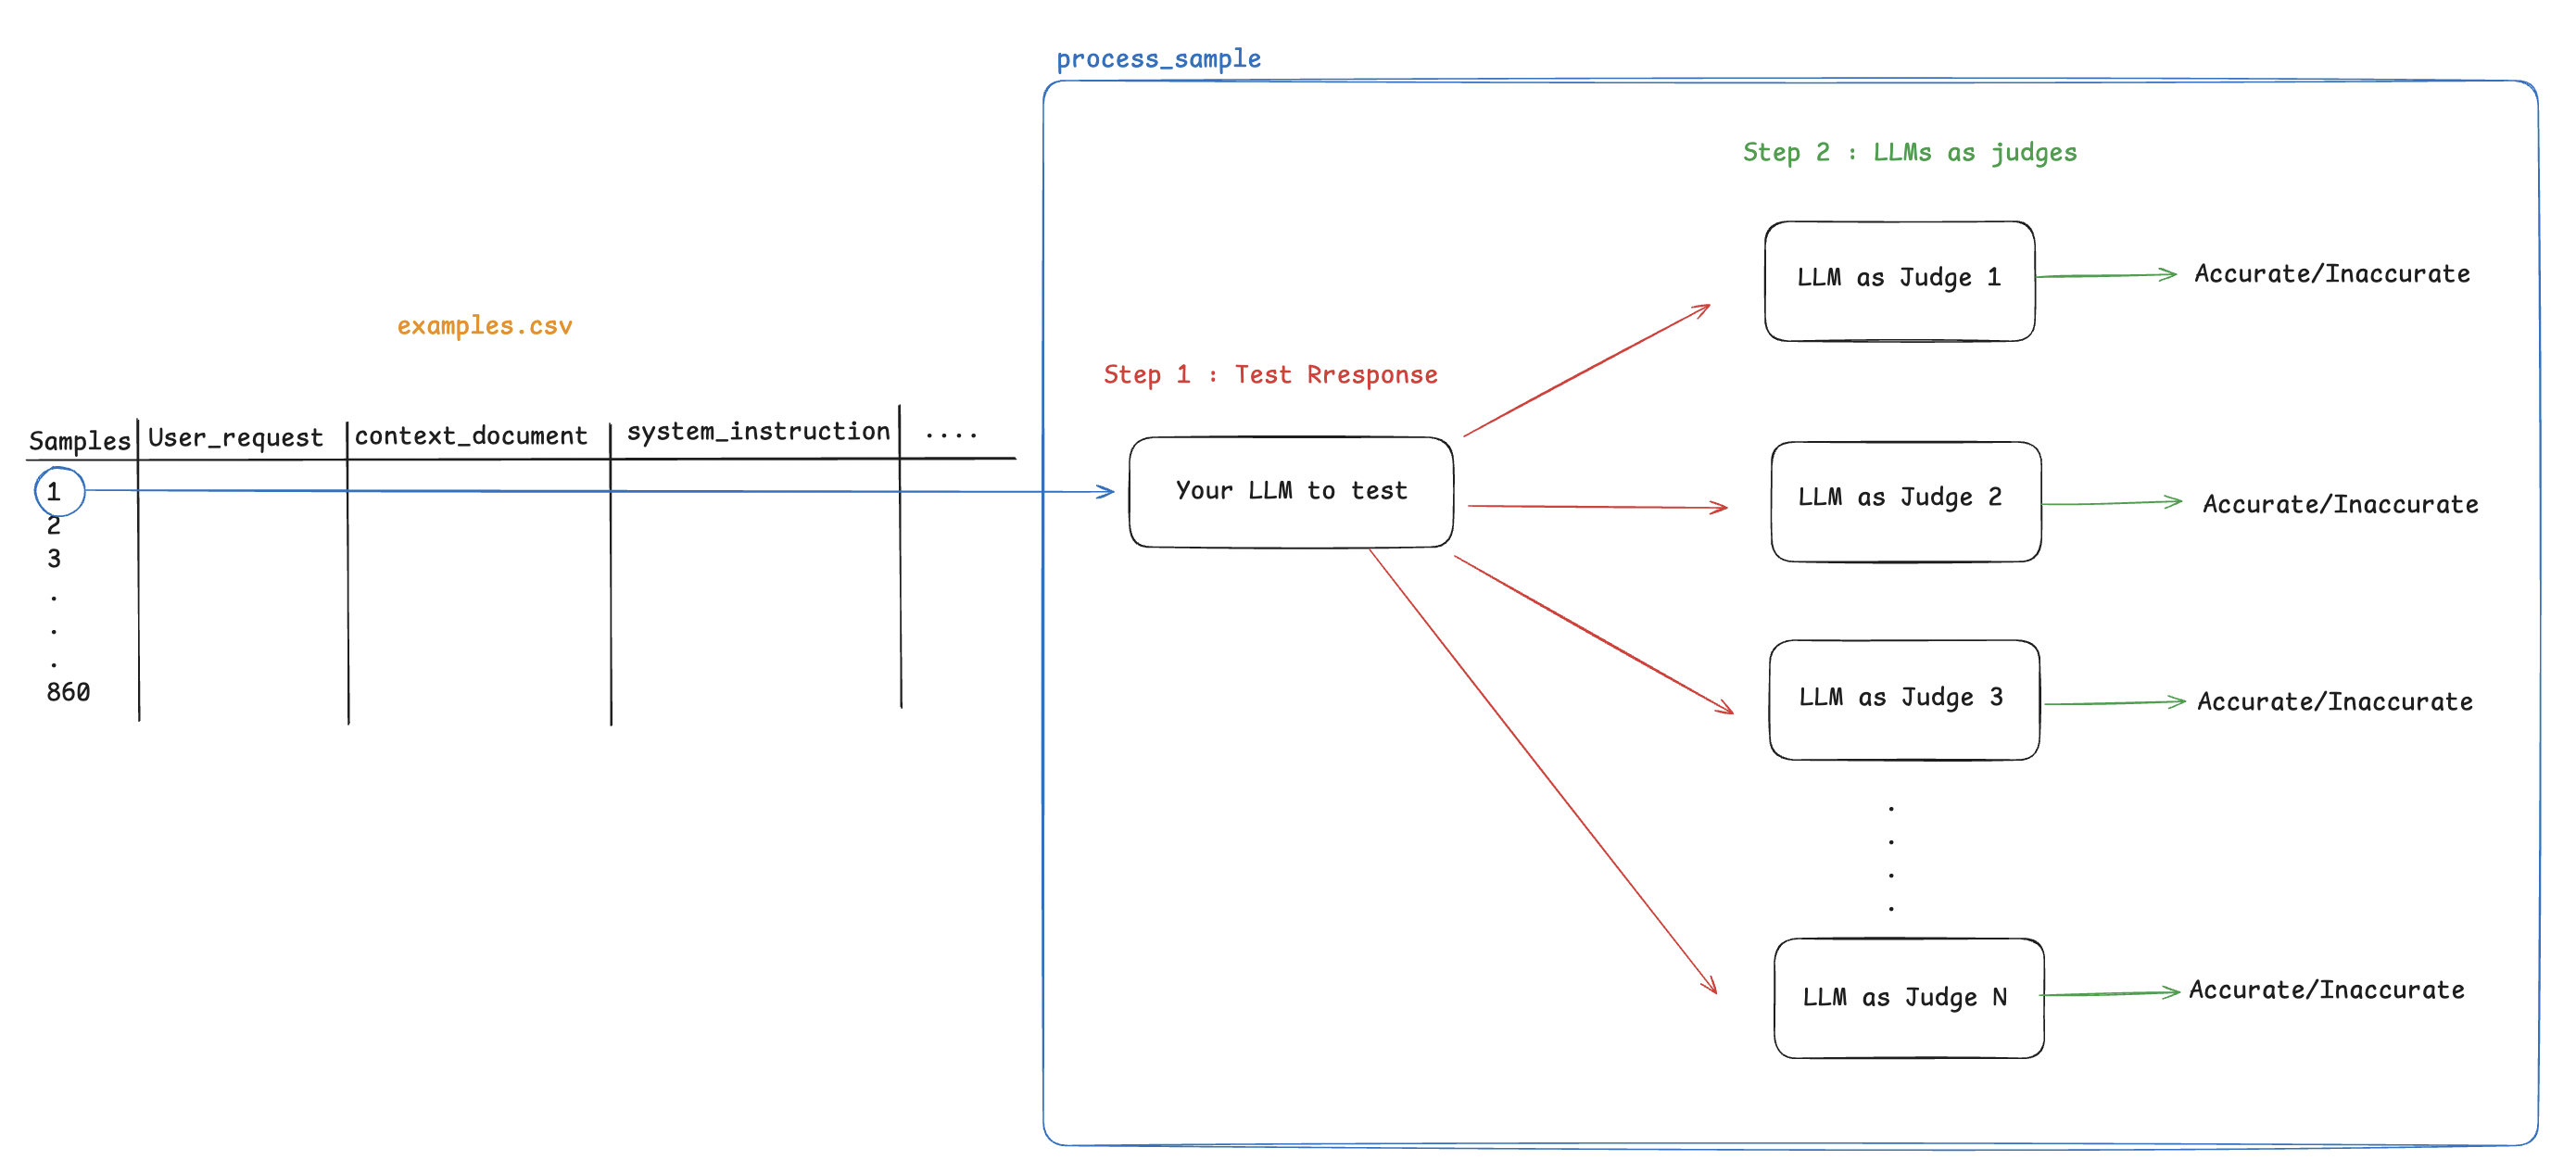 process_sample
Step 2 : LLMs as judges
LLM as Judge 1
Accurate/Inaccurate
examples.csv
Step 1 : Test Rresponse
Samples User_request context_document system_instruction ....
1
Your LLM to test
LLM as Judge 2
Accurate/Inaccurate
2
3
.
.
.
860
LLM as Judge 3
Accurate/Inaccurate
.
.
.
.
LLM as Judge N
Accurate/Inaccurate